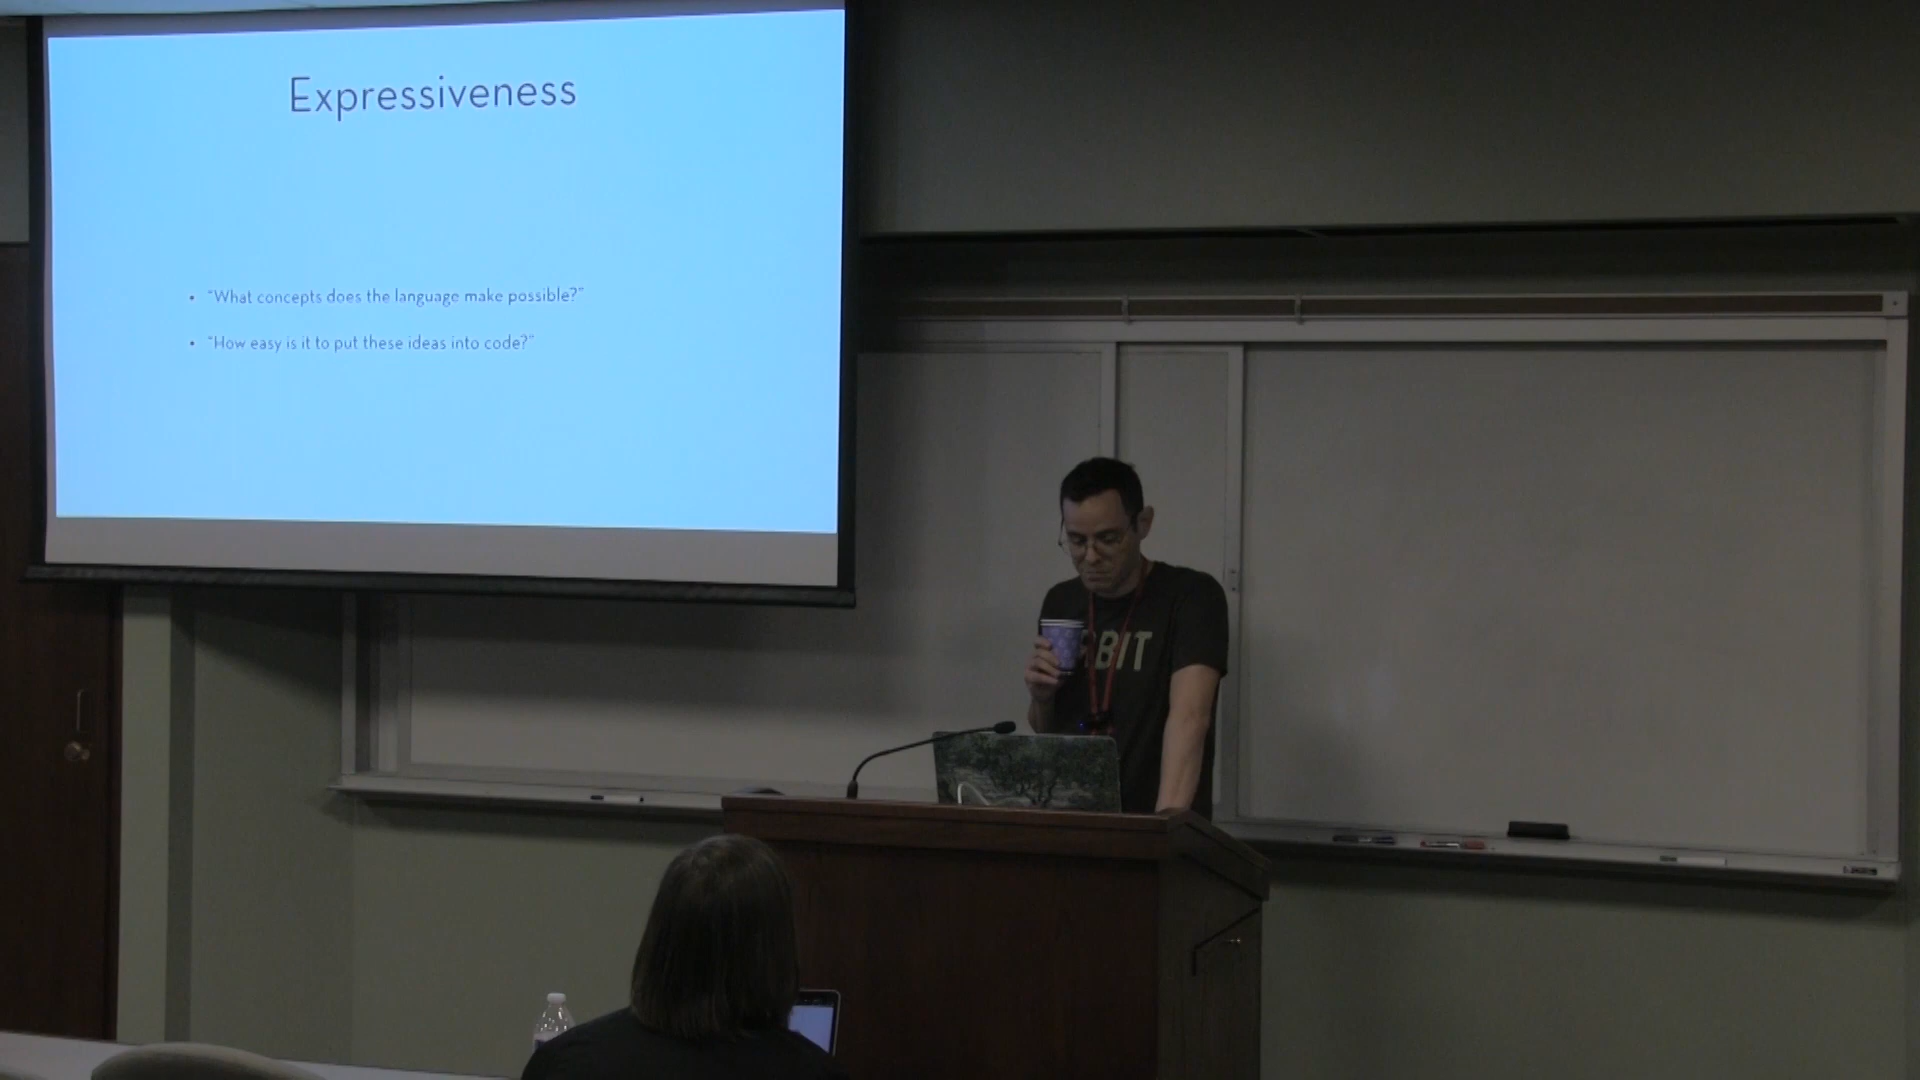 Expressiveness
• “What concepts does the language make possible?”
• “How easy is it to put these ideas into code?”
BIT